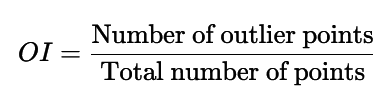 OI = Number of outlier points
Total number of points